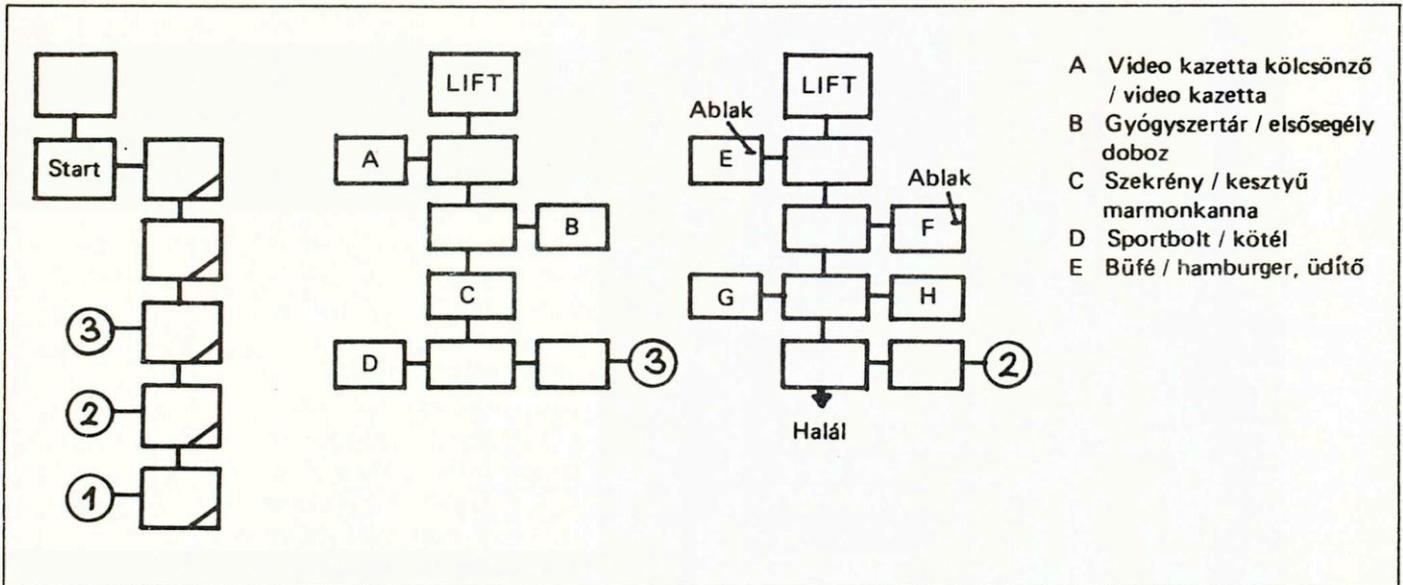 Start
3
2
1
LIFT
A
B
C
D
3
LIFT
Ablak
E
Ablak
F
G
H
2
Halál
A Video kazetta kölcsönző
/ video kazetta
B Gyógyszertár / elsősegély
doboz
C Szekrény / kesztyű
marmonkanna
D Sportbolt / kötél
E Büfé / hamburger, üdítő